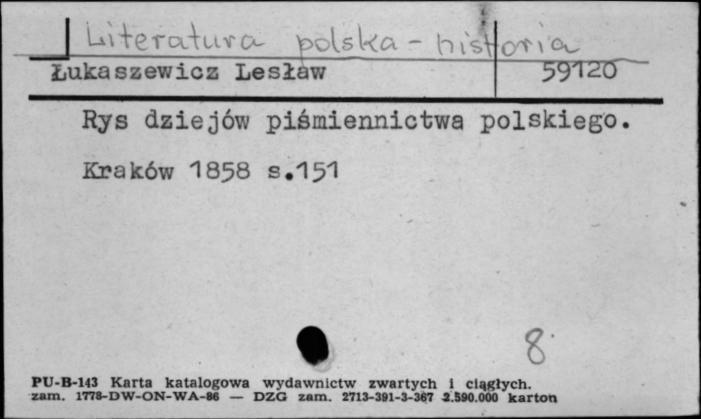 Literatura polska - historia
Łukaszewicz Lesław 59120
Rys dziejów piśmiennictwa polskiego.
Kraków 1858 s.151
8
PU-B-143 Karta katalogowa wydawnictw zwartych i ciągłych.
zam. 1778-DW-ON-WA-86 — DZG zam. 2713-391-3-367 2.590.000 karton